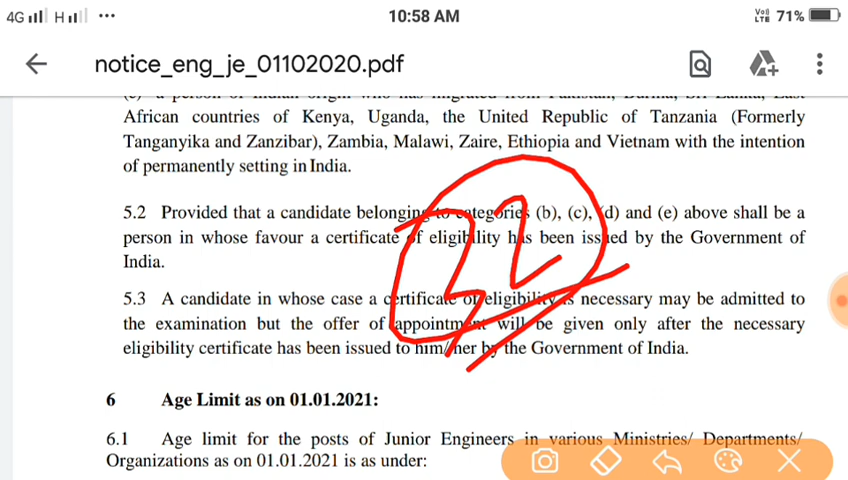 4G H ... 10:58 AM Vo)) LTE 71%
notice_eng_je_01102020.pdf
African countries of Kenya, Uganda, the United Republic of Tanzania (Formerly
Tanganyika and Zanzibar), Zambia, Malawi, Zaire, Ethiopia and Vietnam with the intention
of permanently setting in India.
5.2 Provided that a candidate belonging to categories (b), (c), (d) and (e) above shall be a
person in whose favour a certificate of eligibility has been issued by the Government of
India.
32
5.3 A candidate in whose case a certificate of eligibility is necessary may be admitted to
the examination but the offer of appointment will be given only after the necessary
eligibility certificate has been issued to him/her by the Government of India.
6 Age Limit as on 01.01.2021:
6.1 Age limit for the posts of Junior Engineers in various Ministries/ Departments/
Organizations as on 01.01.2021 is as under: